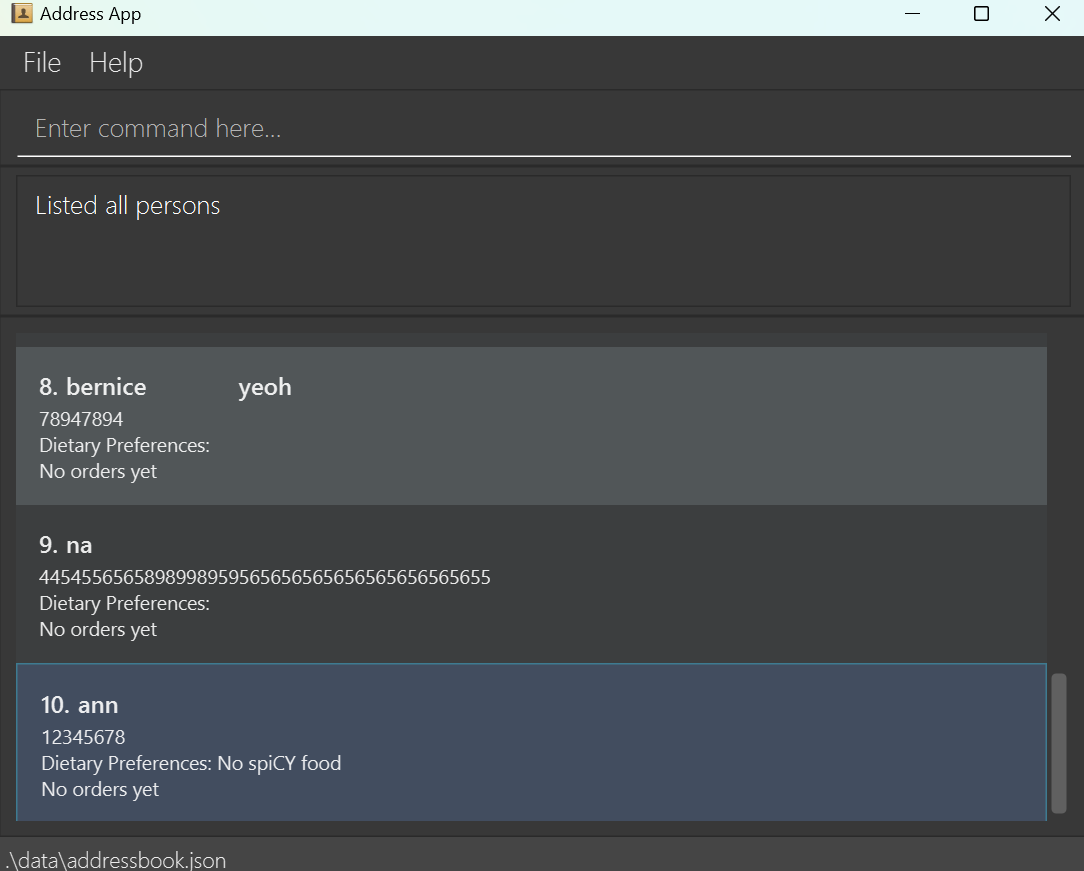 Address App
File Help
Enter command here...
Listed all persons
8. bernice yeoh
78947894
Dietary Preferences:
No orders yet
9. na
44545565658989989595656565656565656565655
Dietary Preferences:
No orders yet
10. ann
12345678
Dietary Preferences: No spiCY food
No orders yet
.\data\addressbook.json